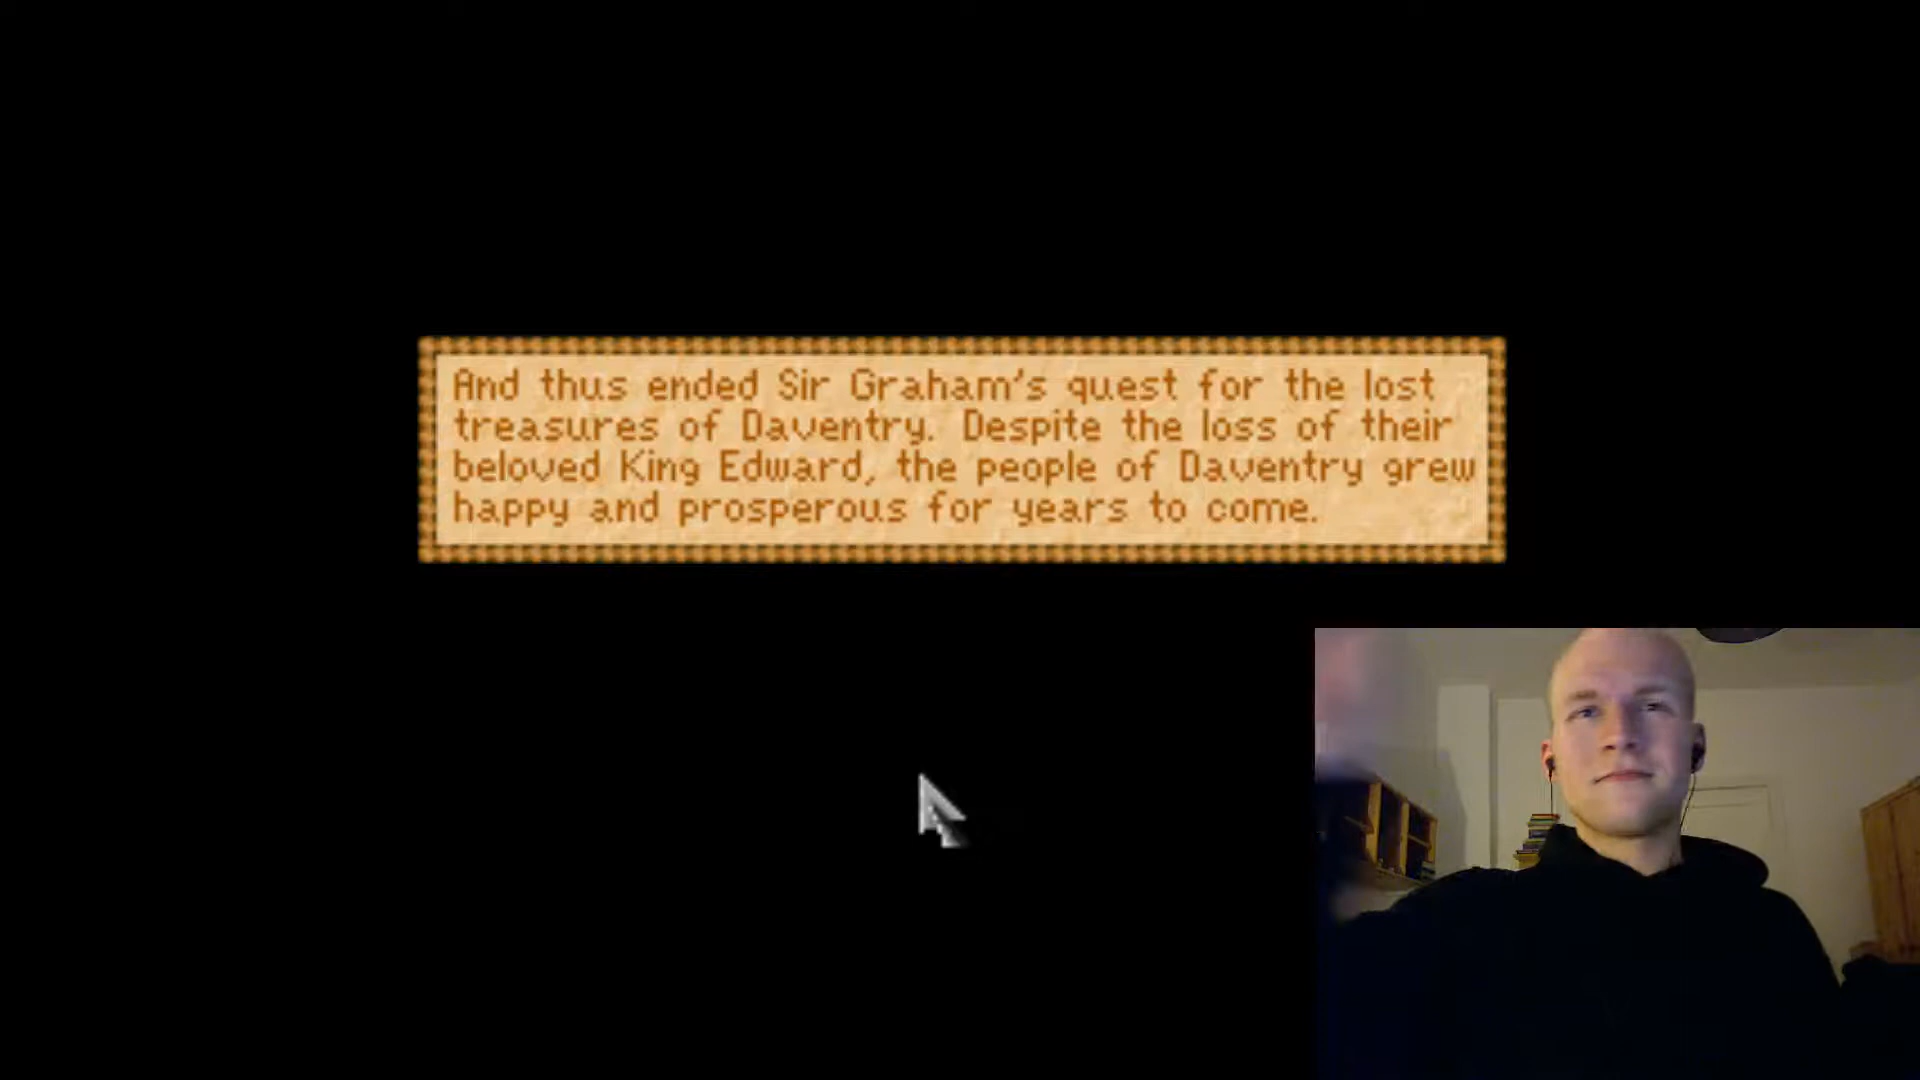 And thus ended Sir Graham's quest for the lost
treasures of Daventry. Despite the loss of their
beloved King Edward, the people of Daventry grew
happy and prosperous for years to come.